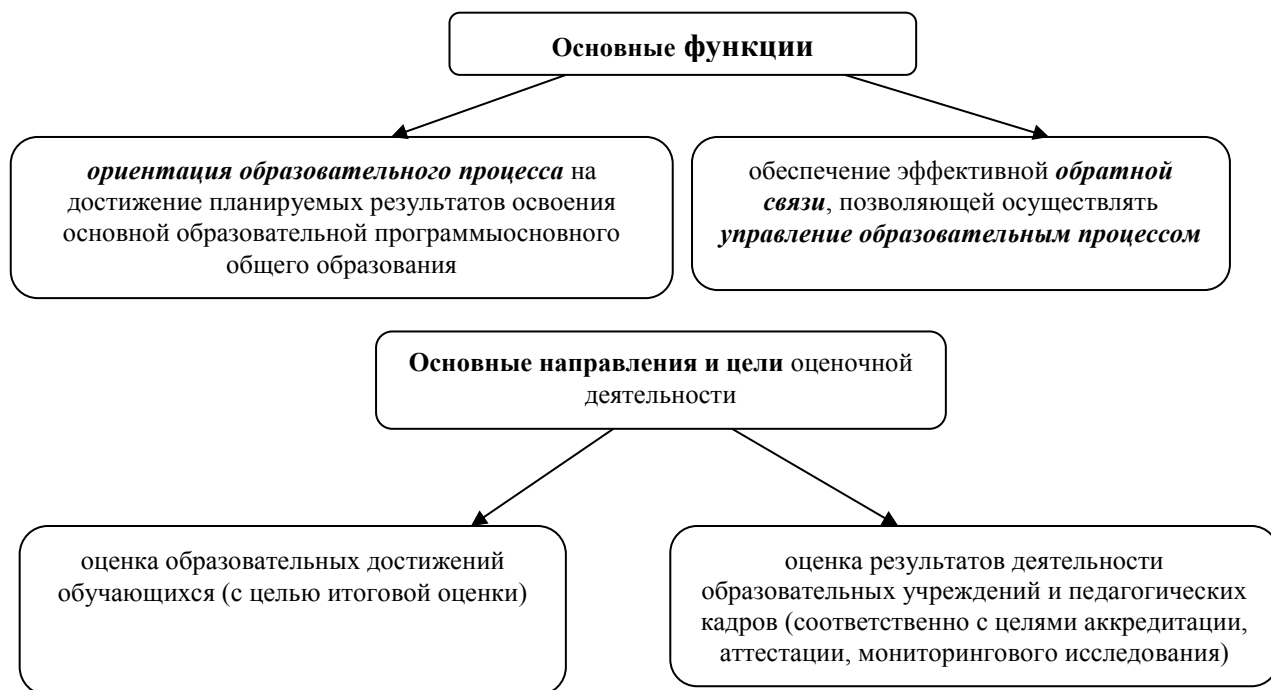 Основные функции
ориентация образовательного процесса на
достижение планируемых результатов освоения
основной образовательной программыосновного
общего образования
обеспечение эффективной обратной
связи, позволяющей осуществлять
управление образовательным процессом
Основные направления и цели оценочной
деятельности
оценка образовательных достижений
обучающихся (с целью итоговой оценки)
оценка результатов деятельности
образовательных учреждений и педагогических
кадров (соответственно с целями аккредитации,
аттестации, мониторингового исследования)